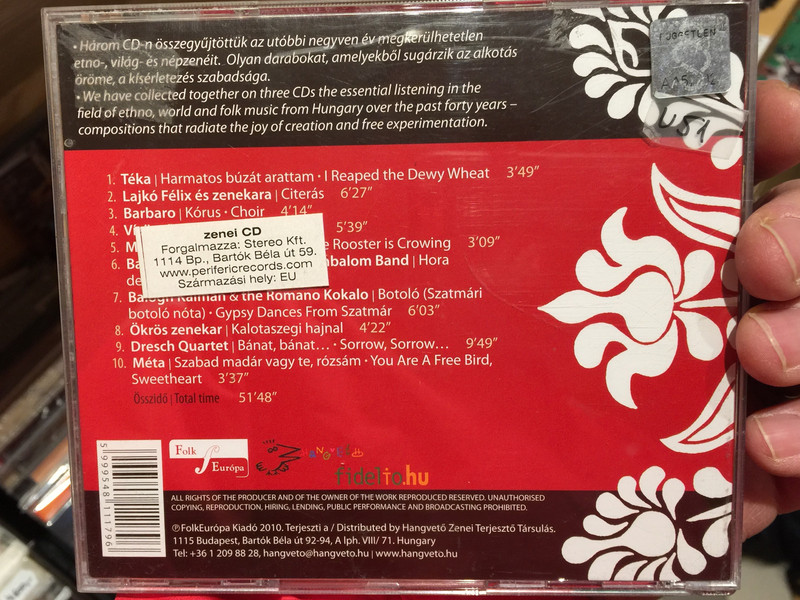 • Három CD-n összegyűjtöttük az utóbbi negyven év megkerülhetetlen
etno-, világ- és népzenéit. Olyan darabokat, amelyekből sugárzik az alkotás
öröme, a kísérletezés szabadsága.
• We have collected together on three CDs the essential listening in the
field of ethno, world and folk music from Hungary over the past forty years –
compositions that radiate the joy of creation and free experimentation.
U51
1. Téka | Harmatos búzát arattam · I Reaped the Dewy Wheat 3'49"
2. Lajkó Félix és zenekara | Citerás 6'27"
3. Barbaro | Kórus · Choir 4'14"
4. 5'39"
5. Rooster is Crowing 3'09"
6. Band | Hora
zenei CD
Forgalmazza: Stereo Kft.
1114 Bp., Bartók Béla út 59.
www.perifericrecords.com
Származási hely: EU
7. Balogh Kálmán & the Romano Kokalo | Botoló (Szatmári
botoló nóta) · Gypsy Dances From Szatmár 6'03"
8. Ökrös zenekar | Kalotaszegi hajnal 4'22"
9. Dresch Quartet | Bánat, bánat... · Sorrow, Sorrow... 9'49"
10. Méta | Szabad madár vagy te, rózsám · You Are A Free Bird,
Sweetheart 3'37"
Összidő | Total time 51'48"
5 999548 111796
Folk
Európa
fidelio.hu
ALL RIGHTS OF THE PRODUCER AND OF THE OWNER OF THE WORK REPRODUCED RESERVED. UNAUTHORISED
COPYING, REPRODUCTION, HIRING, LENDING, PUBLIC PERFORMANCE AND BROADCASTING PROHIBITED.
℗FolkEurópa Kiadó 2010. Terjeszti a / Distributed by Hangvető Zenei Terjesztő Társulás.
1115 Budapest, Bartók Béla út 92-94, A lph. VIII/ 71. Hungary
Tel: +36 1 209 88 28, hangveto@hangveto.hu | www.hangveto.hu